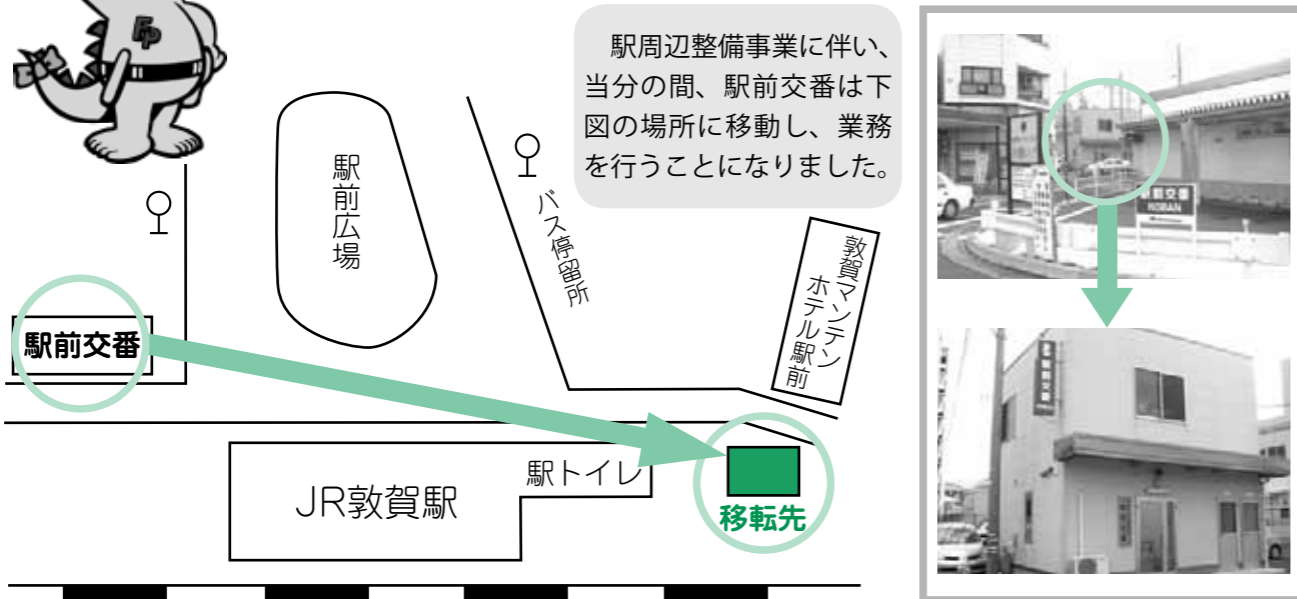 FP
駅周辺整備事業に伴い、
当分の間、駅前交番は下
図の場所に移動し、業務
を行うことになりました。
駅前広場
バス停留所
敦賀マンテン
ホテル駅前
駅前交番
JR敦賀駅
駅トイレ
移転先
駅前交番
KOBAN